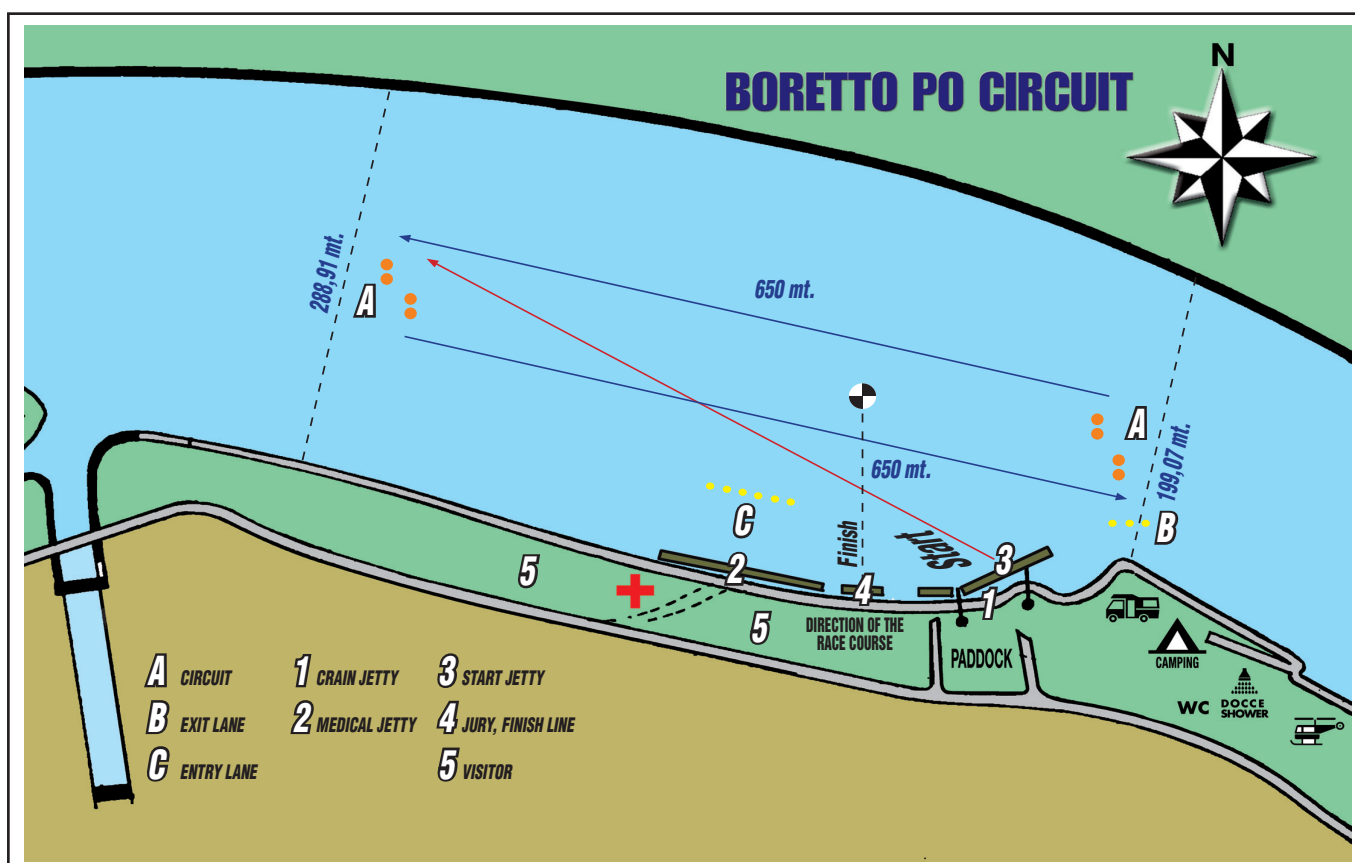 N
BORETTO PO CIRCUIT
288,91 mt.
650 mt.
A
A
199,07 mt.
650 mt.
C
B
Finish
Start
3
2
4
1
5
5
DIRECTION OF THE
RACE COURSE
PADDOCK
CAMPING
WC
DOCCE
SHOWER
A CIRCUIT
1 CRAIN JETTY
3 START JETTY
B EXIT LANE
2 MEDICAL JETTY
4 JURY, FINISH LINE
C ENTRY LANE
5 VISITOR